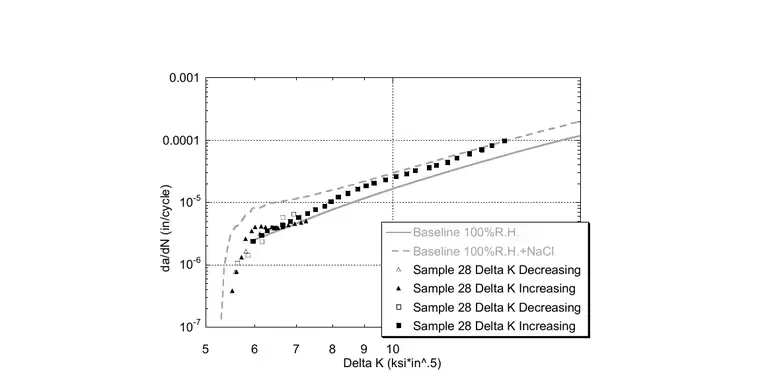 0.001
0.0001
10-5
10-6
10-7
da/dN (in/cycle)
5 6 7 8 9 10
Delta K (ksi*in^.5)
Baseline 100%R.H.
Baseline 100%R.H.+NaCl
Sample 28 Delta K Decreasing
Sample 28 Delta K Increasing
Sample 28 Delta K Decreasing
Sample 28 Delta K Increasing